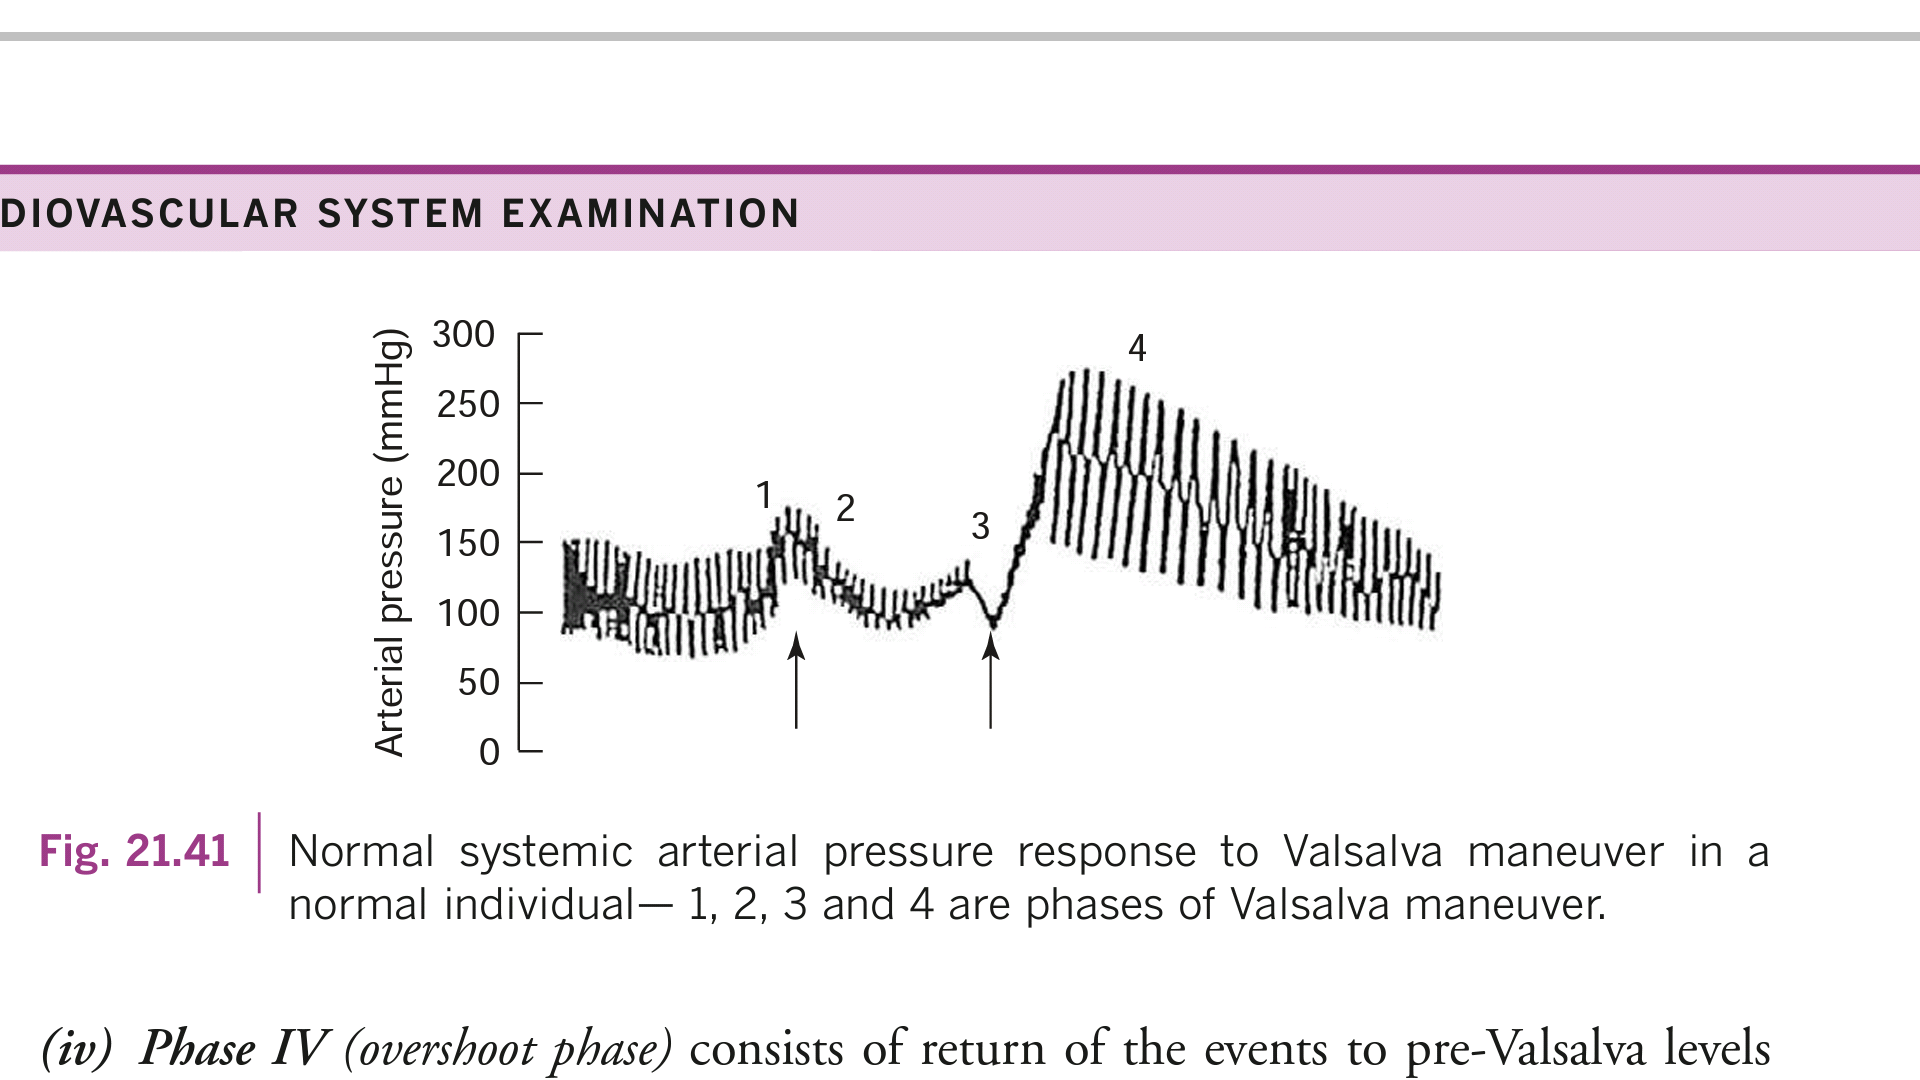 DIOVASCULAR SYSTEM EXAMINATION
Arterial pressure (mmHg)
300
250
200
150
100
50
0
1
2
3
4
Fig. 21.41
Normal systemic arterial pressure response to Valsalva maneuver in a
normal individual— 1, 2, 3 and 4 are phases of Valsalva maneuver.
(iv) Phase IV (overshoot phase) consists of return of the events to pre-Valsalva levels